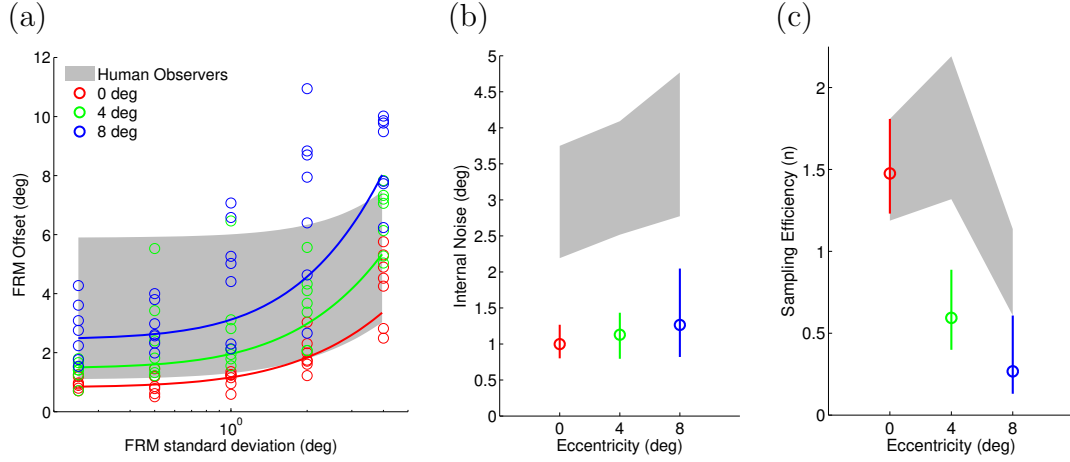 (a)
12
10
8
6
4
2
0
FRM Offset (deg)
Human Observers
0 deg
4 deg
8 deg
10^0
FRM standard deviation (deg)
(b)
5
4.5
4
3.5
3
2.5
2
1.5
1
0.5
0
Internal Noise (deg)
0 4 8
Eccentricity (deg)
(c)
2
1.5
1
0.5
0
Sampling Efficiency (n)
0 4 8
Eccentricity (deg)